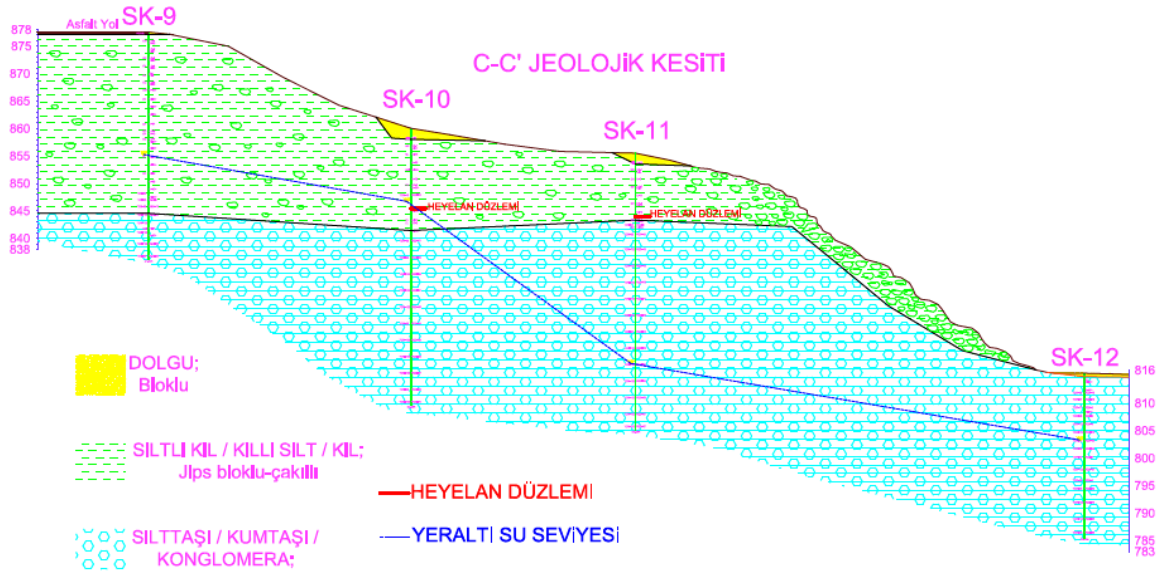 Asfalt Yol
SK-9
C-C' JEOLOJİK KESİTİ
SK-10
SK-11
SK-12
878
875
870
865
860
855
850
845
840
838
HEYELAN DÜZLEMİ
HEYELAN DÜZLEMİ
816
810
805
800
795
790
785
783
DOLGU;
Bloklu
SİLTLİ KİL / KİLLİ SİLT / KİL;
Jips bloklu-çakıllı
SİLTTAŞI / KUMTAŞI /
KONGLOMERA;
HEYELAN DÜZLEMİ
YERALTI SU SEVİYESİ